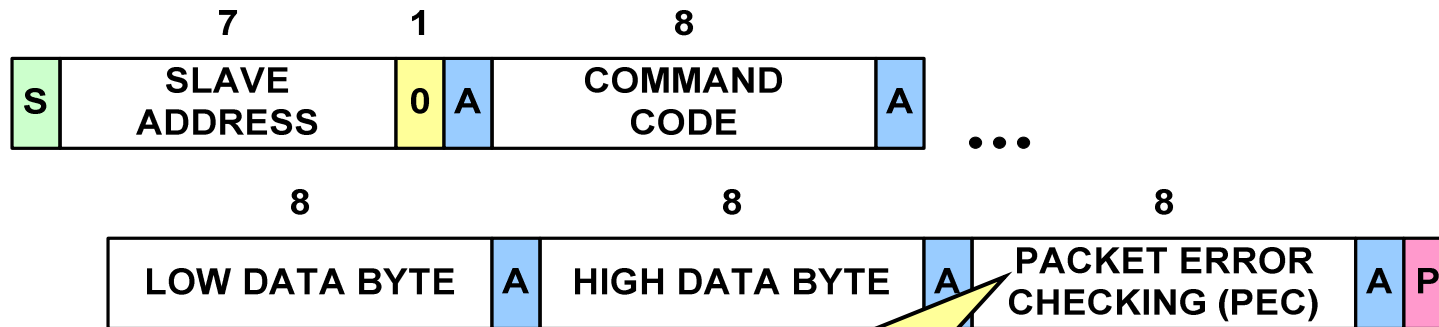 7 1 8
S SLAVE ADDRESS 0 A COMMAND CODE A
...
8 8 8
LOW DATA BYTE A HIGH DATA BYTE A PACKET ERROR CHECKING (PEC) A P